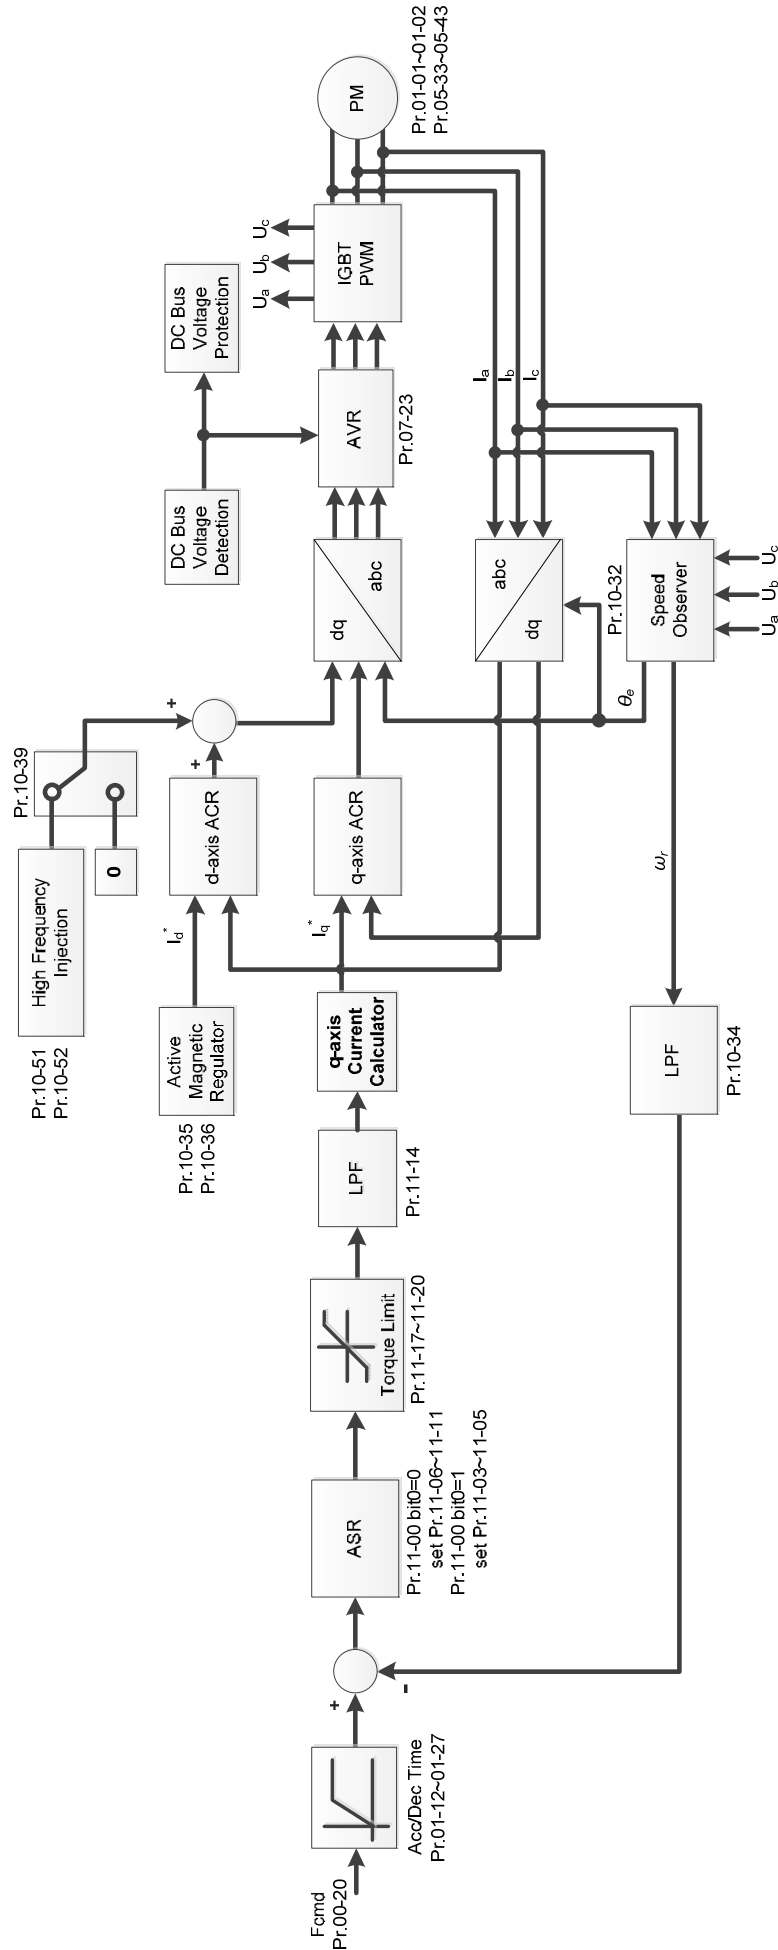 Fcmd
Pr.00-20
Acc/Dec Time
Pr.01-12~01-27
+
-
ASR
Pr.11-00 bit0=0
set Pr.11-06~11-11
Pr.11-00 bit0=1
set Pr.11-03~11-05
Torque Limit
Pr.11-17~11-20
LPF
Pr.11-14
q-axis
Current
Calculator
Iq*
q-axis ACR
Pr.10-35
Pr.10-36
Active
Magnetic
Regulator
Id*
d-axis ACR
+
+
Pr.10-51
Pr.10-52
High Frequency
Injection
0
Pr.10-39
dq
abc
DC Bus
Voltage
Detection
DC Bus
Voltage
Protection
AVR
Pr.07-23
IGBT
PWM
Ua
Ub
Uc
PM
Pr.01-01~01-02
Pr.05-33~05-43
Ia
Ib
Ic
abc
dq
Pr.10-32
Speed
Observer
Ua
Ub
Uc
θe
ωr
LPF
Pr.10-34